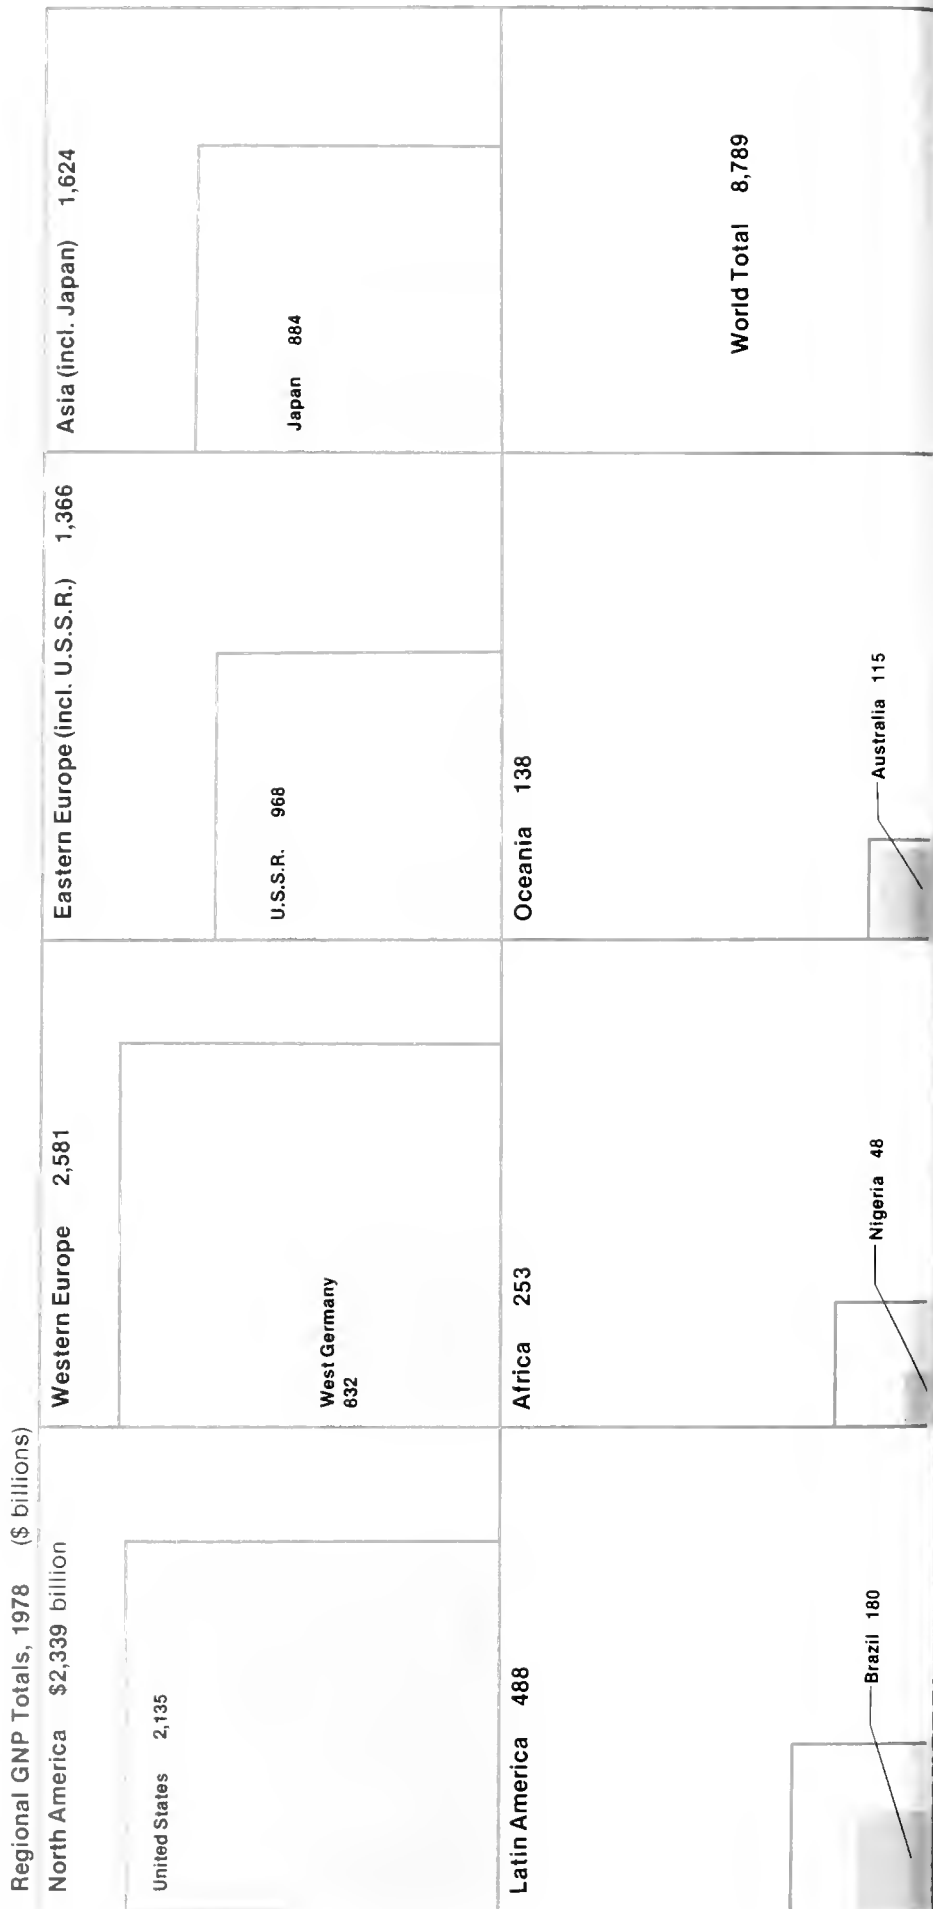 Regional GNP Totals, 1978 ($ billions)
North America $2,339 billion
United States 2,135
Western Europe 2,581
West Germany
632
Eastern Europe (incl. U.S.S.R.) 1,366
U.S.S.R. 968
Asia (incl. Japan) 1,624
Japan 884
Latin America 488
Brazil 180
Africa 253
Nigeria 48
Oceania 138
Australia 115
World Total 8,789